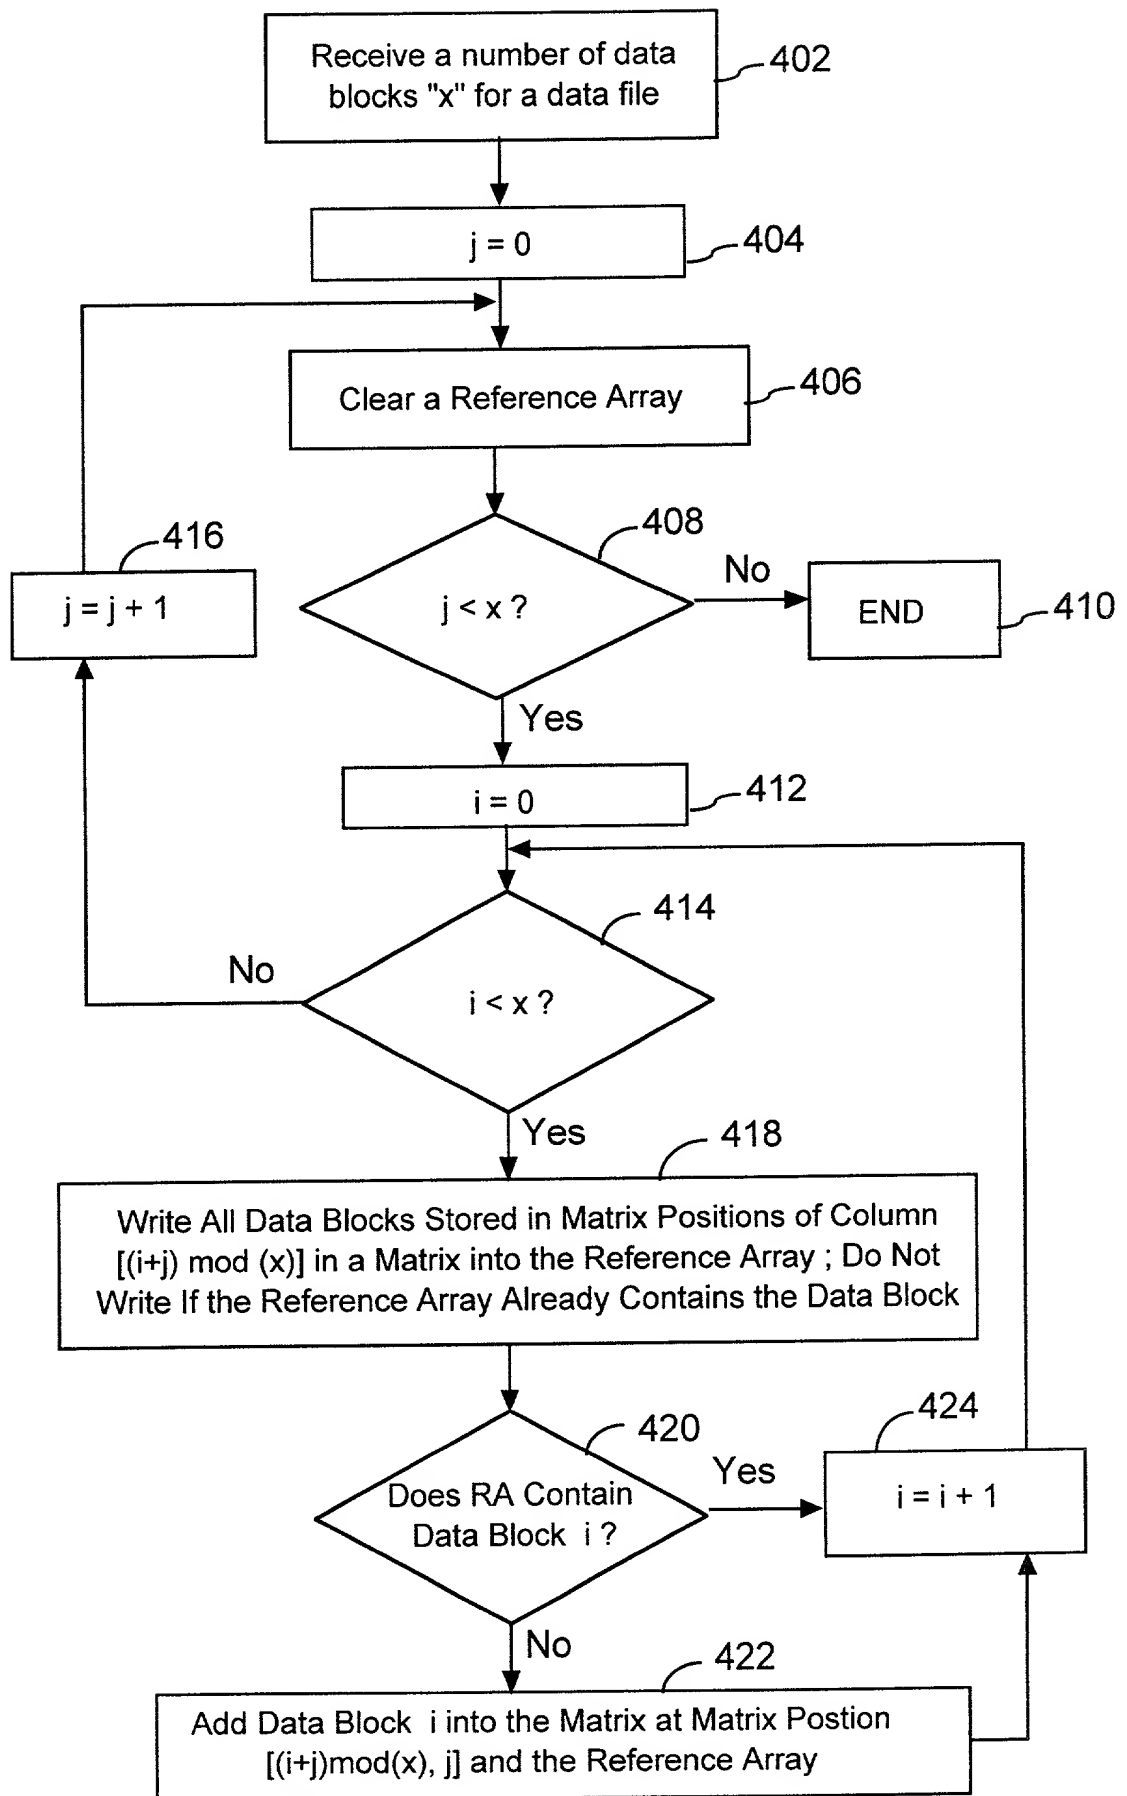 Receive a number of data
blocks "x" for a data file
402
j = 0
404
Clear a Reference Array
406
408
416
j = j + 1
j < x ?
No
END
410
Yes
i = 0
412
414
No
i < x ?
Yes
418
Write All Data Blocks Stored in Matrix Positions of Column
[(i+j) mod (x)] in a Matrix into the Reference Array ; Do Not
Write If the Reference Array Already Contains the Data Block
420
424
Does RA Contain
Data Block i ?
Yes
i = i + 1
No
422
Add Data Block i into the Matrix at Matrix Postion
[(i+j)mod(x), j] and the Reference Array